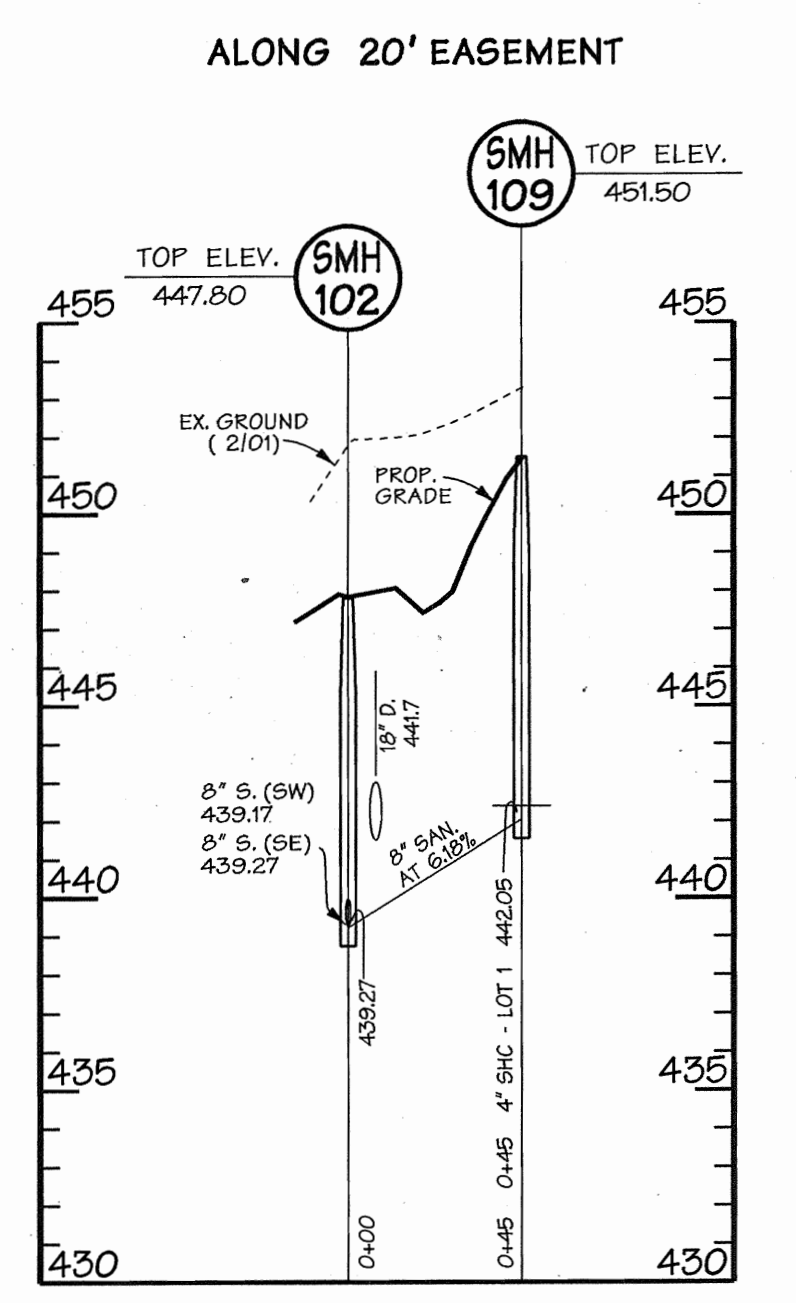 ALONG 20' EASEMENT
SMH
109
TOP ELEV.
451.50
SMH
102
TOP ELEV.
447.80
455
455
EX. GROUND
( 2/01)
PROP.
GRADE
450
450
445
445
18" D.
441.7
8" S. (SW)
439.17
8" S. (SE)
439.27
8" SAN.
AT 6.18%
440
440
439.27
0+45 4" SHC - LOT 1 442.05
435
435
0+00
0+45
430
430